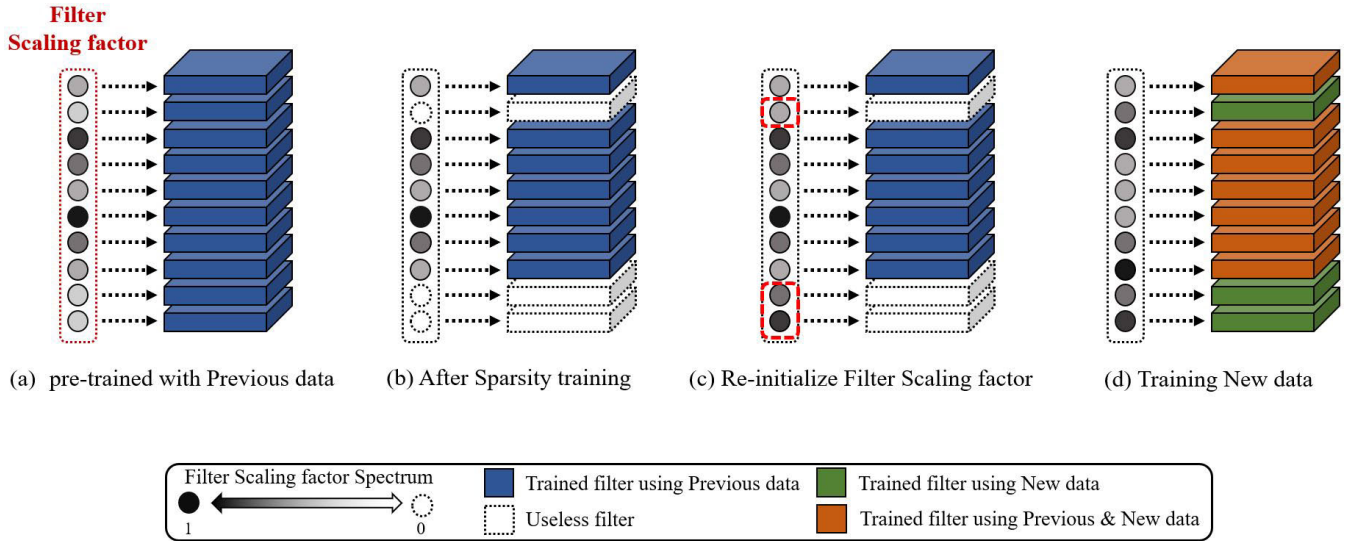 Filter
Scaling factor
(a) pre-trained with Previous data
(b) After Sparsity training
(c) Re-initialize Filter Scaling factor
(d) Training New data
Filter Scaling factor Spectrum
1
0
Trained filter using Previous data
Useless filter
Trained filter using New data
Trained filter using Previous & New data